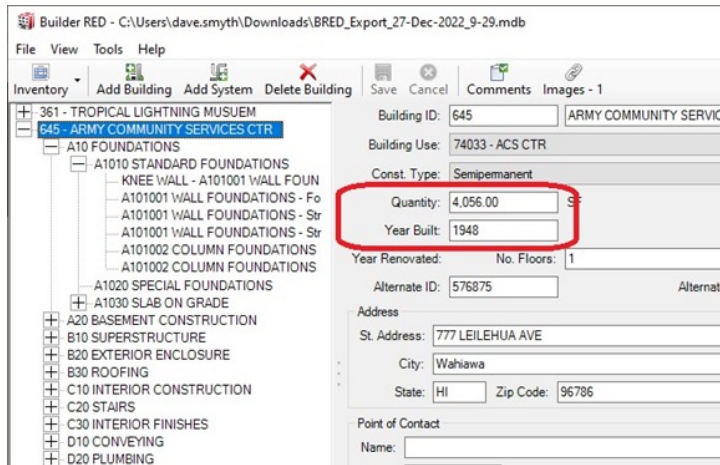 Builder RED - C:\Users\dave.smyth\Downloads\BRED_Export_27-Dec-2022_9-29.mdb
File View Tools Help
Inventory Add Building Add System Delete Building Save Cancel Comments Images - 1
361 - TROPICAL LIGHTNING MUSUEM
645 - ARMY COMMUNITY SERVICES CTR
A10 FOUNDATIONS
A1010 STANDARD FOUNDATIONS
KNEE WALL - A101001 WALL FOUN
A101001 WALL FOUNDATIONS - Fo
A101001 WALL FOUNDATIONS - Str
A101001 WALL FOUNDATIONS - Str
A101002 COLUMN FOUNDATIONS
A101002 COLUMN FOUNDATIONS
A1020 SPECIAL FOUNDATIONS
A1030 SLAB ON GRADE
A20 BASEMENT CONSTRUCTION
B10 SUPERSTRUCTURE
B20 EXTERIOR ENCLOSURE
B30 ROOFING
C10 INTERIOR CONSTRUCTION
C20 STAIRS
C30 INTERIOR FINISHES
D10 CONVEYING
D20 PLUMBING
Building ID: 645 ARMY COMMUNITY SERVIC
Building Use: 74033 - ACS CTR
Const. Type: Semipermanent
Quantity: 4,056.00 SF
Year Built: 1948
Year Renovated: No. Floors: 1
Alternate ID: 576875 Alternat
Address
St. Address: 777 LEILEHUA AVE
City: Wahiawa
State: HI Zip Code: 96786
Point of Contact
Name: